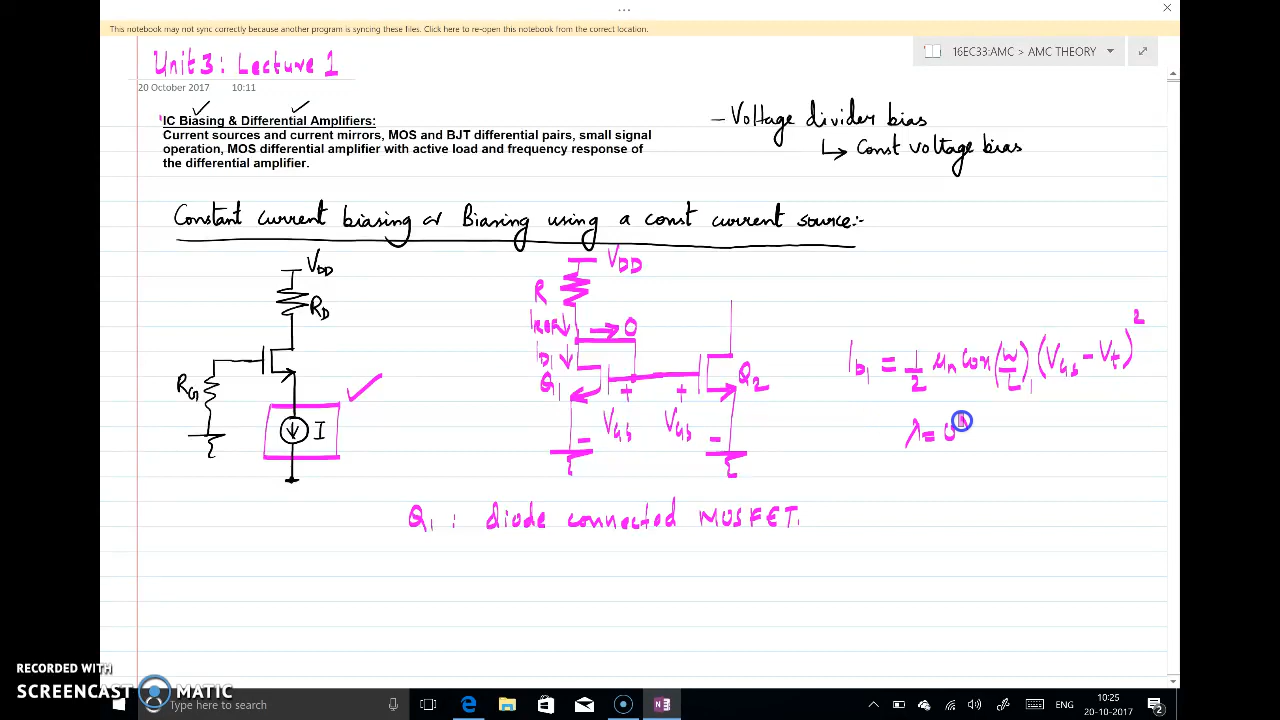 This notebook may not sync correctly because another program is syncing these files. Click here to re-open this notebook from the correct location.
Unit 3: Lecture 1
16EC33:AMC > AMC THEORY
20 October 2017 10:11
IC Biasing & Differential Amplifiers:
Current sources and current mirrors, MOS and BJT differential pairs, small signal
operation, MOS differential amplifier with active load and frequency response of
the differential amplifier.
- Voltage divider bias
↳ Const voltage bias
Constant current biasing or Biasing using a const current source:-
VDD
RD
RG
I
VDD
R
IREF
0
ID1
Q1
Q2
+ VGS -
VGS + -
ID1 = 1/2 μn Cox (W/L)1 (VGS - Vt)^2
λ = 0
Q1 : diode connected MOSFET.
RECORDED WITH
SCREENCAST MATIC
Type here to search
ENG
10:25
20-10-2017
2